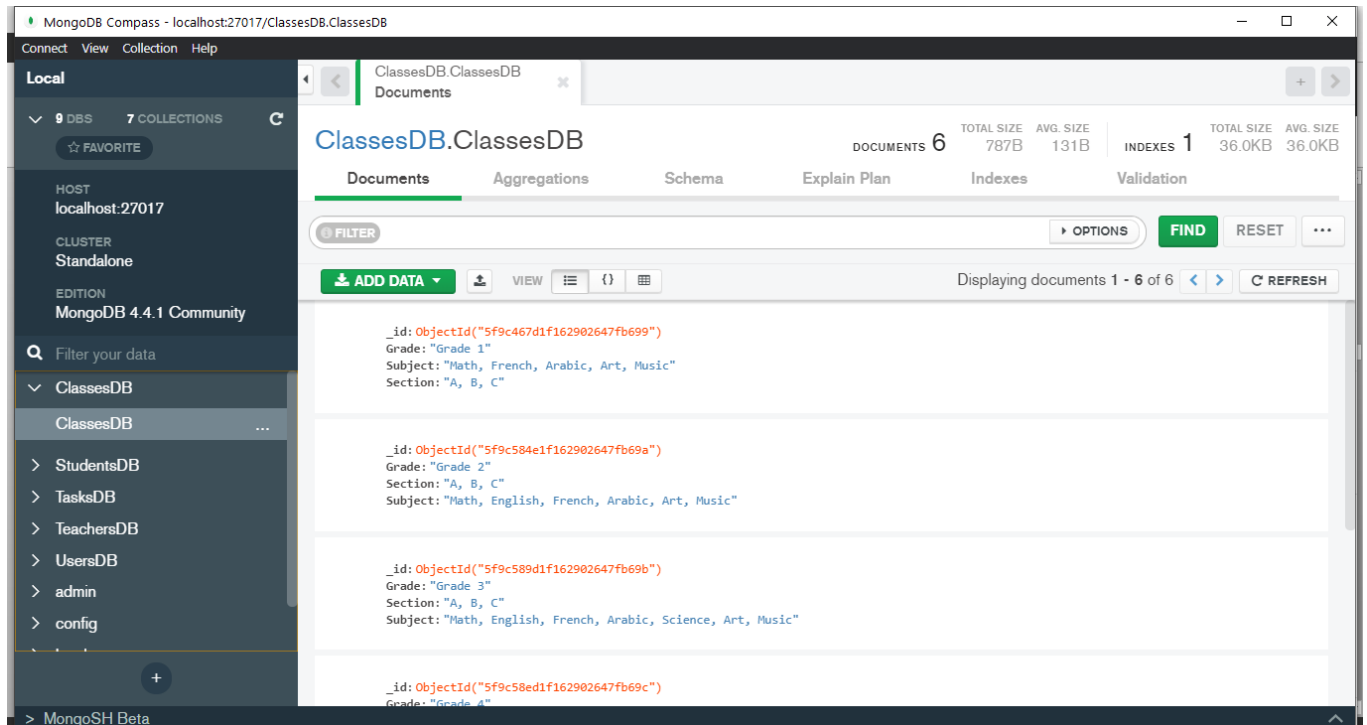 MongoDB Compass - localhost:27017/ClassesDB.ClassesDB
Connect View Collection Help
Local
9 DBS 7 COLLECTIONS
FAVORITE
HOST
localhost:27017
CLUSTER
Standalone
EDITION
MongoDB 4.4.1 Community
Filter your data
ClassesDB
ClassesDB ...
StudentsDB
TasksDB
TeachersDB
UsersDB
admin
config
+
> MongoSH Beta
ClassesDB.ClassesDB
Documents
ClassesDB.ClassesDB
DOCUMENTS 6
TOTAL SIZE AVG. SIZE
787B 131B
INDEXES 1
TOTAL SIZE AVG. SIZE
36.0KB 36.0KB
Documents Aggregations Schema Explain Plan Indexes Validation
FILTER OPTIONS FIND RESET ...
ADD DATA VIEW {} Displaying documents 1 - 6 of 6 < > REFRESH
_id: ObjectId("5f9c467d1f162902647fb699")
Grade: "Grade 1"
Subject: "Math, French, Arabic, Art, Music"
Section: "A, B, C"
_id: ObjectId("5f9c584e1f162902647fb69a")
Grade: "Grade 2"
Section: "A, B, C"
Subject: "Math, English, French, Arabic, Art, Music"
_id: ObjectId("5f9c589d1f162902647fb69b")
Grade: "Grade 3"
Section: "A, B, C"
Subject: "Math, English, French, Arabic, Science, Art, Music"
_id: ObjectId("5f9c58ed1f162902647fb69c")
Grade: "Grade 4"